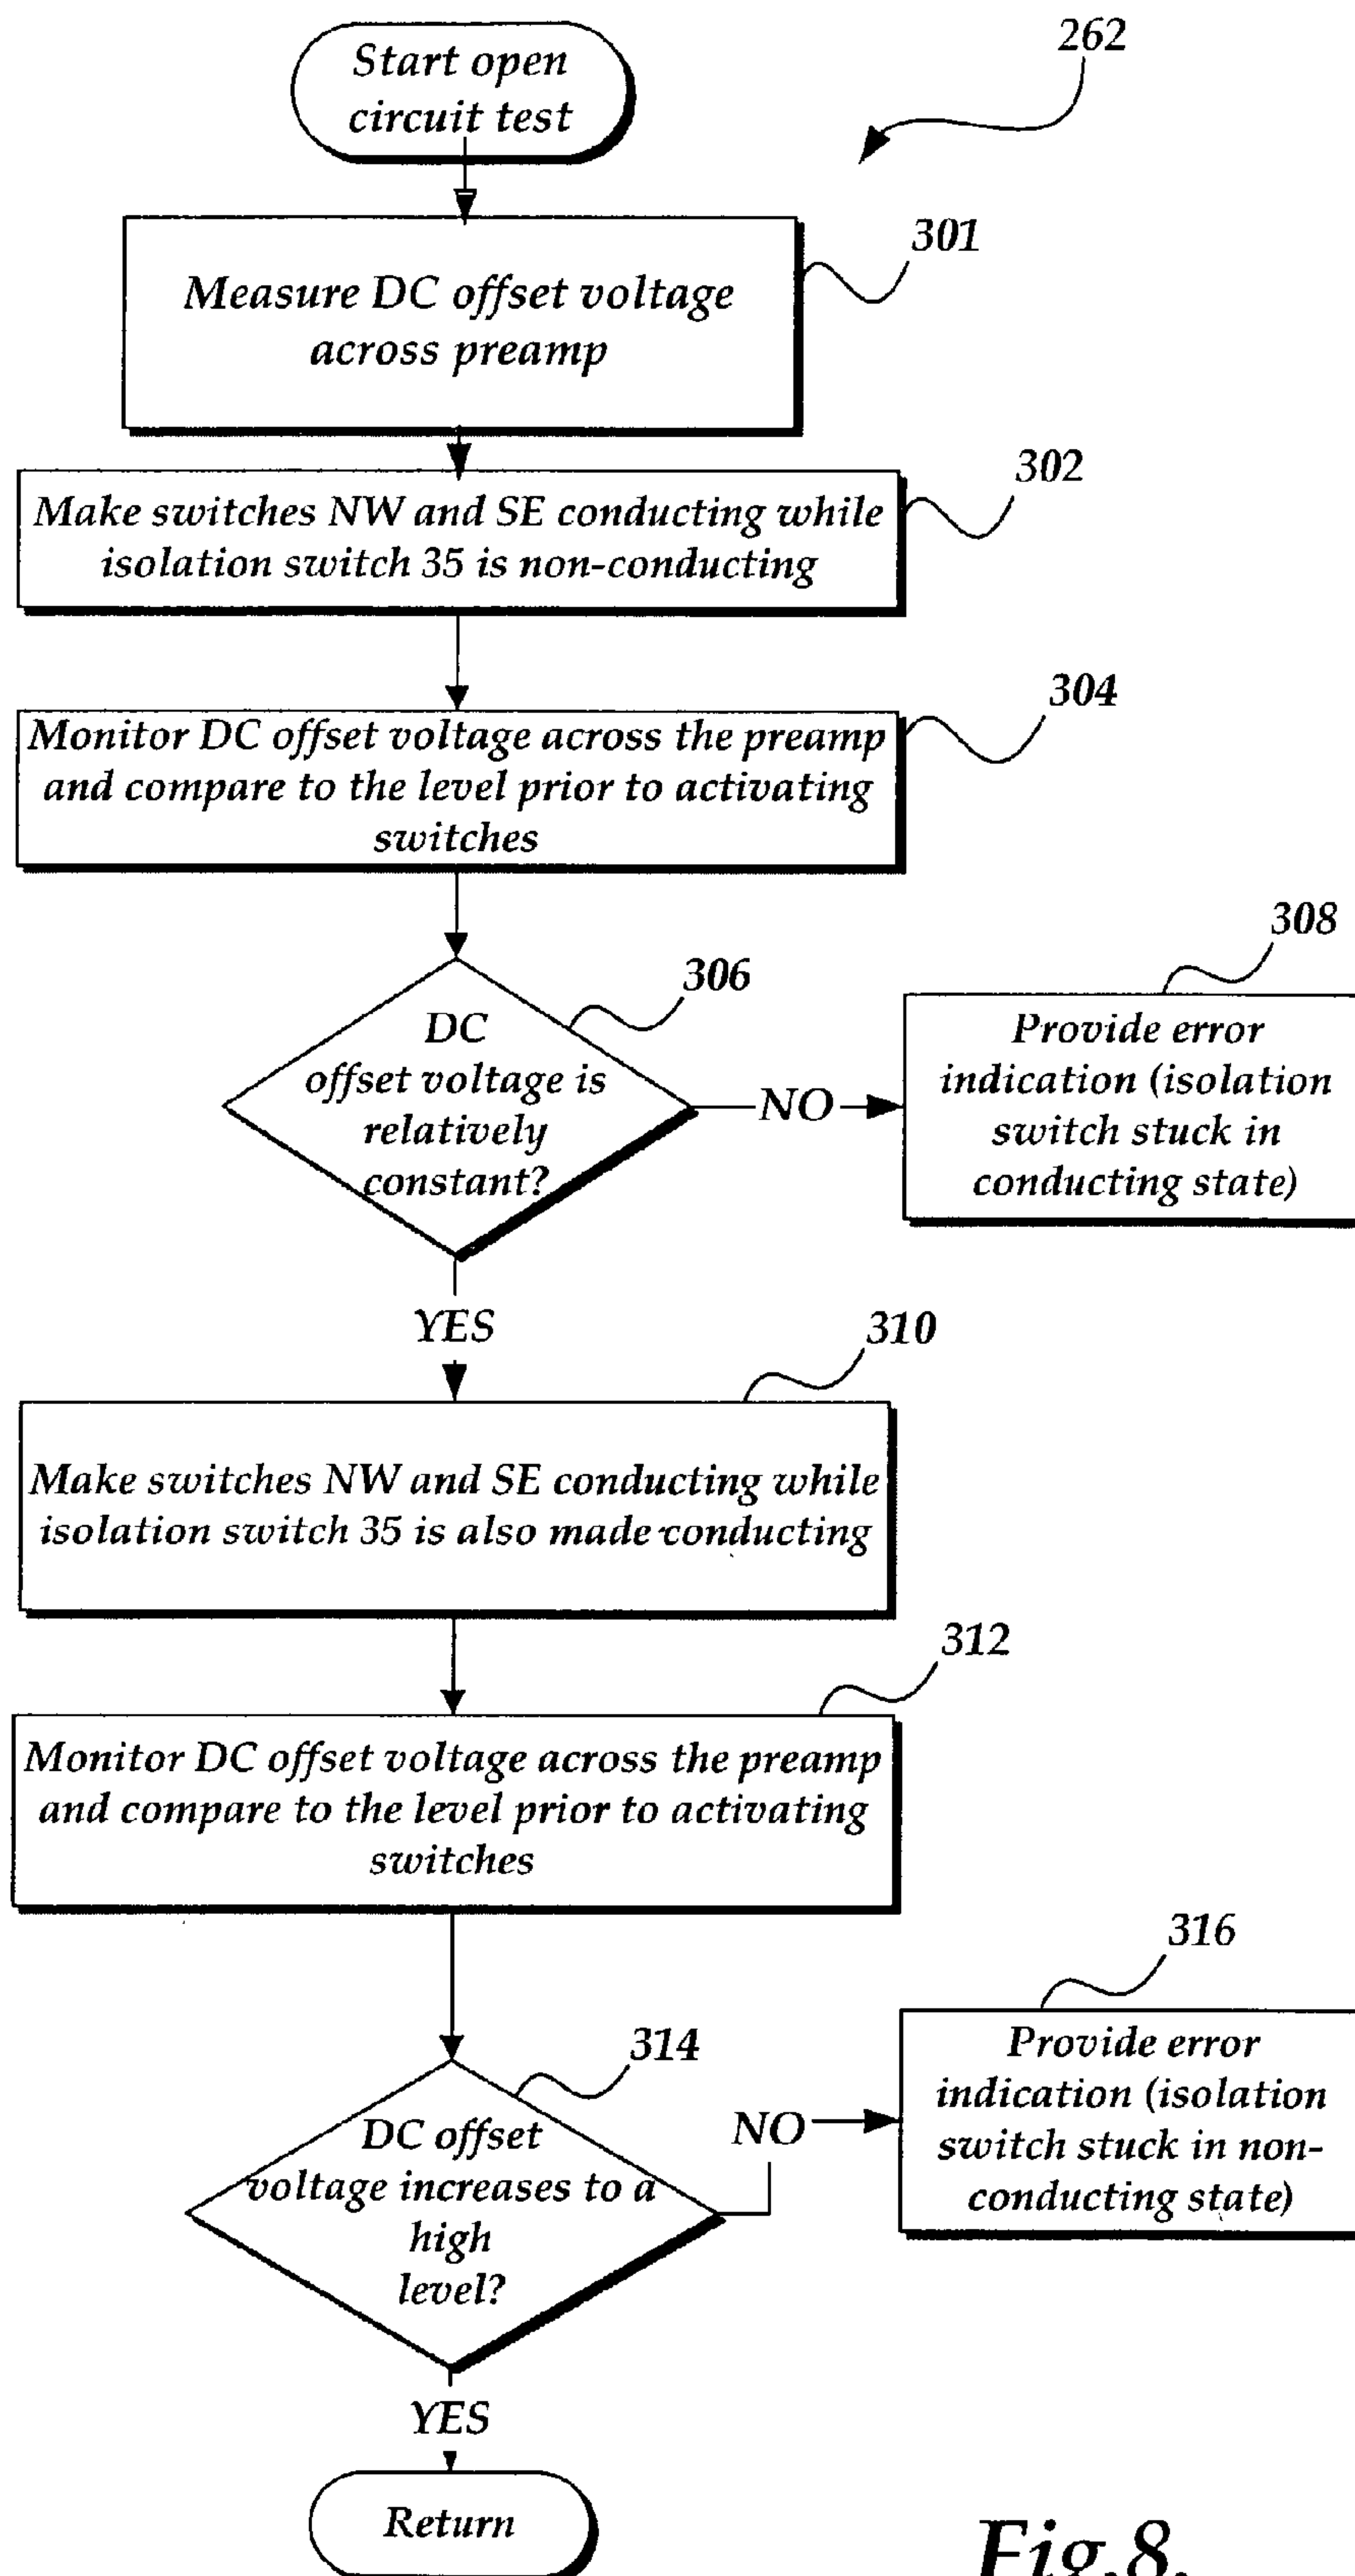 Start open
circuit test
262
Measure DC offset voltage
across preamp
301
Make switches NW and SE conducting while
isolation switch 35 is non-conducting
302
Monitor DC offset voltage across the preamp
and compare to the level prior to activating
switches
304
DC
offset voltage is
relatively
constant?
306
NO
Provide error
indication (isolation
switch stuck in
conducting state)
308
YES
Make switches NW and SE conducting while
isolation switch 35 is also made conducting
310
Monitor DC offset voltage across the preamp
and compare to the level prior to activating
switches
312
DC offset
voltage increases to a
high
level?
314
NO
Provide error
indication (isolation
switch stuck in non-
conducting state)
316
YES
Return
Fig.8.